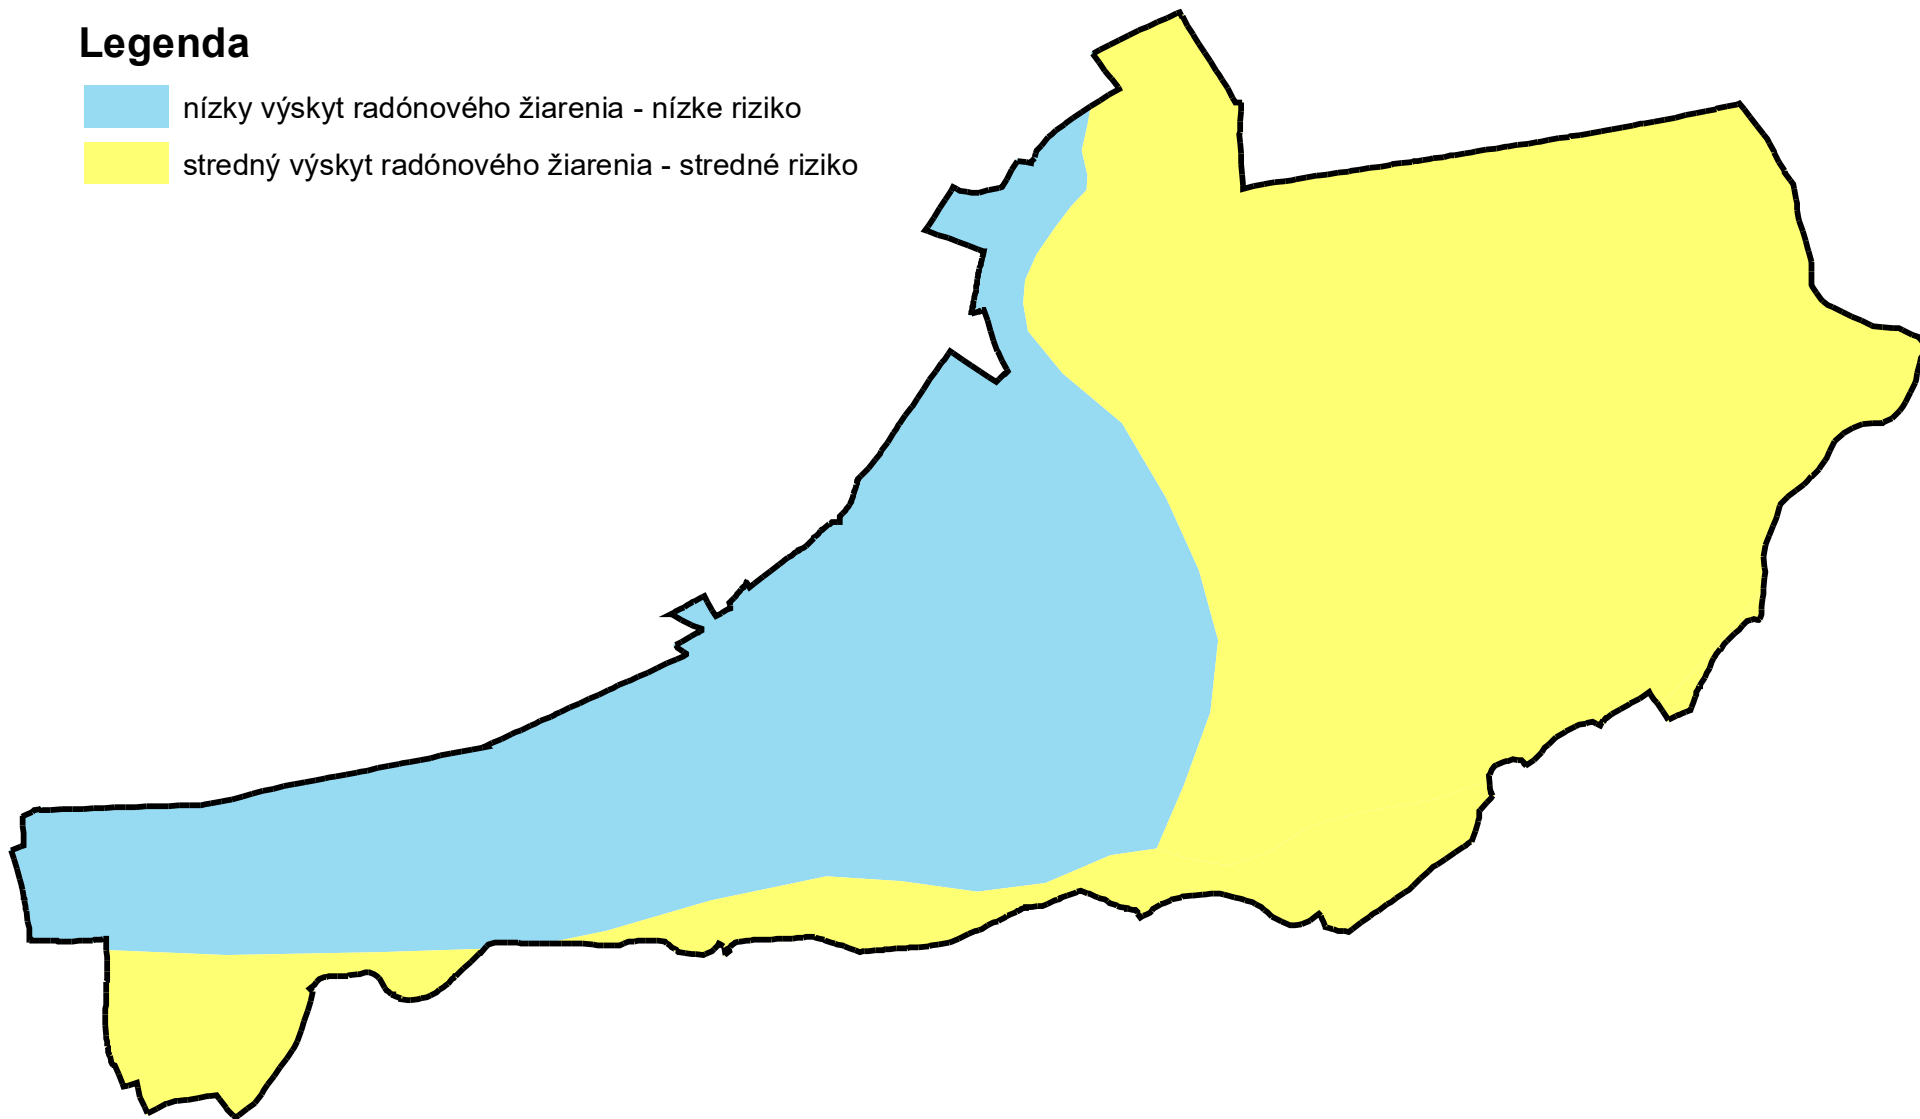 Legenda
nízky výskyt radónového žiarenia - nízke riziko
stredný výskyt radónového žiarenia - stredné riziko